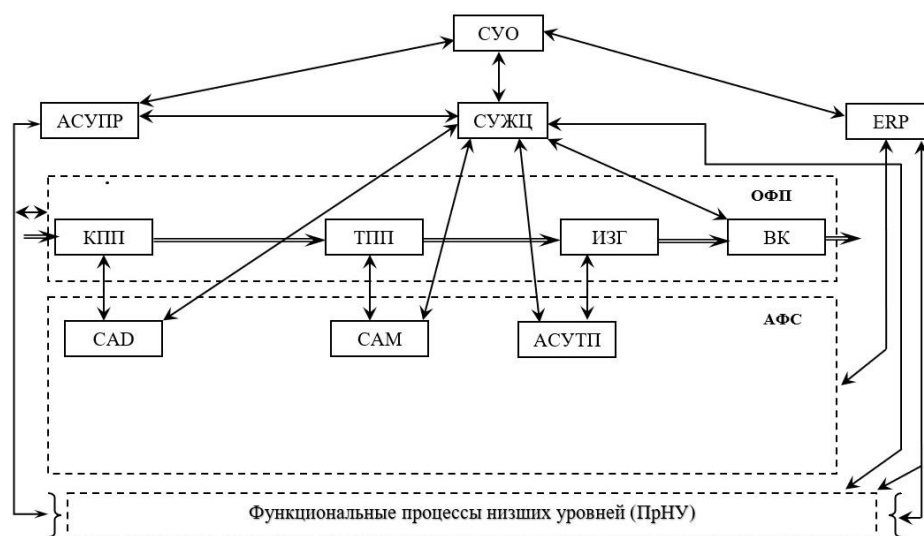 СУО
АСУПР
СУЖЦ
ERP
ОФП
КПП
ТПП
ИЗГ
ВК
АФС
CAD
CAM
АСУТП
Функциональные процессы низших уровней (ПрНУ)